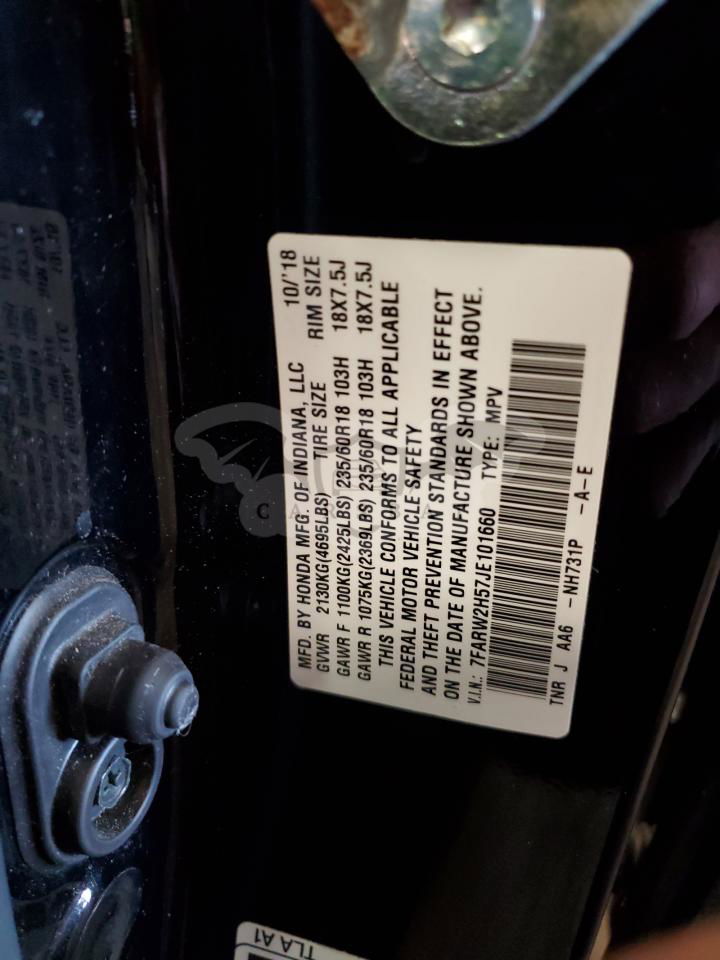 MFD. BY HONDA MFG. OF INDIANA, LLC 10/'18
GVWR 2130KG(4695LBS) TIRE SIZE RIM SIZE
GAWR F 1100KG(2425LBS) 235/60R18 103H 18X7.5J
GAWR R 1075KG(2369LBS) 235/60R18 103H 18X7.5J
THIS VEHICLE CONFORMS TO ALL APPLICABLE
FEDERAL MOTOR VEHICLE SAFETY
AND THEFT PREVENTION STANDARDS IN EFFECT
ON THE DATE OF MANUFACTURE SHOWN ABOVE.
V.I.N.: 7FARW2H57JE101660 TYPE: MPV
TNR J AA6 -NH731P -A-E
TLA A1